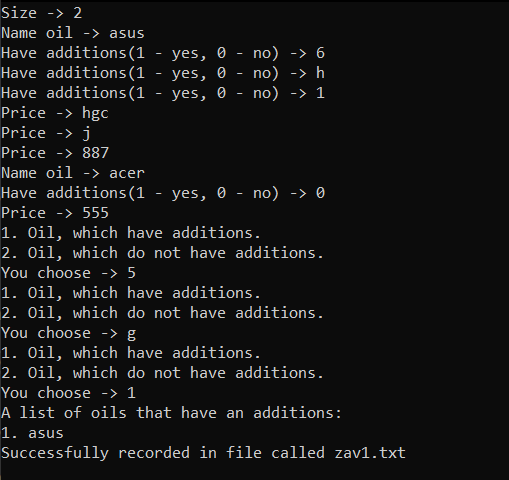 Size -> 2
Name oil -> asus
Have additions(1 - yes, 0 - no) -> 6
Have additions(1 - yes, 0 - no) -> h
Have additions(1 - yes, 0 - no) -> 1
Price -> hgc
Price -> j
Price -> 887
Name oil -> acer
Have additions(1 - yes, 0 - no) -> 0
Price -> 555
1. Oil, which have additions.
2. Oil, which do not have additions.
You choose -> 5
1. Oil, which have additions.
2. Oil, which do not have additions.
You choose -> g
1. Oil, which have additions.
2. Oil, which do not have additions.
You choose -> 1
A list of oils that have an additions:
1. asus
Successfully recorded in file called zav1.txt